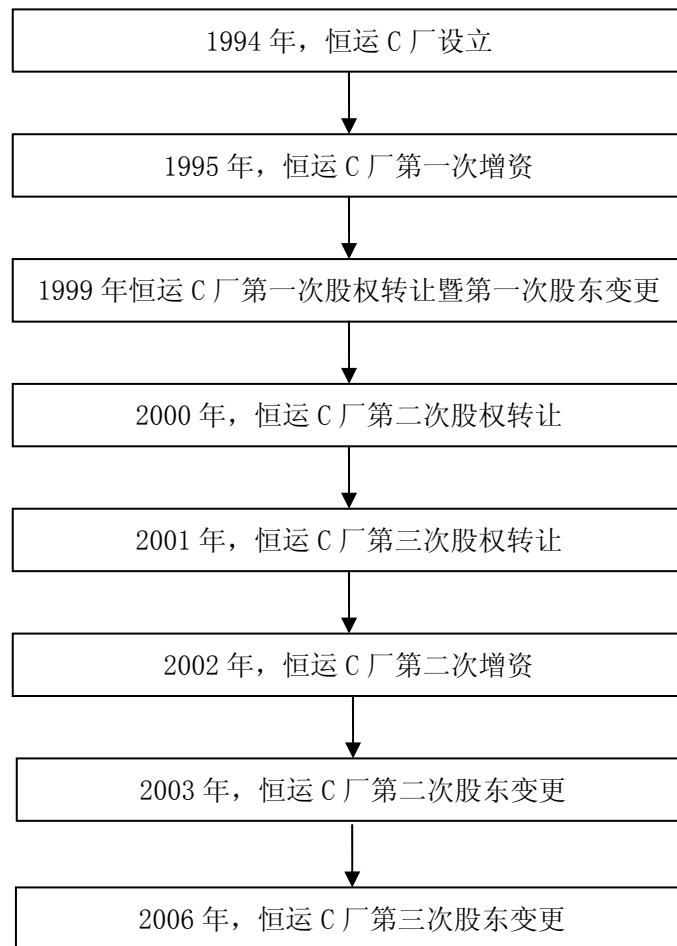 1994 年，恒运 C 厂设立
1995 年，恒运 C 厂第一次增资
1999 年恒运 C 厂第一次股权转让暨第一次股东变更
2000 年，恒运 C 厂第二次股权转让
2001 年，恒运 C 厂第三次股权转让
2002 年，恒运 C 厂第二次增资
2003 年，恒运 C 厂第二次股东变更
2006 年，恒运 C 厂第三次股东变更